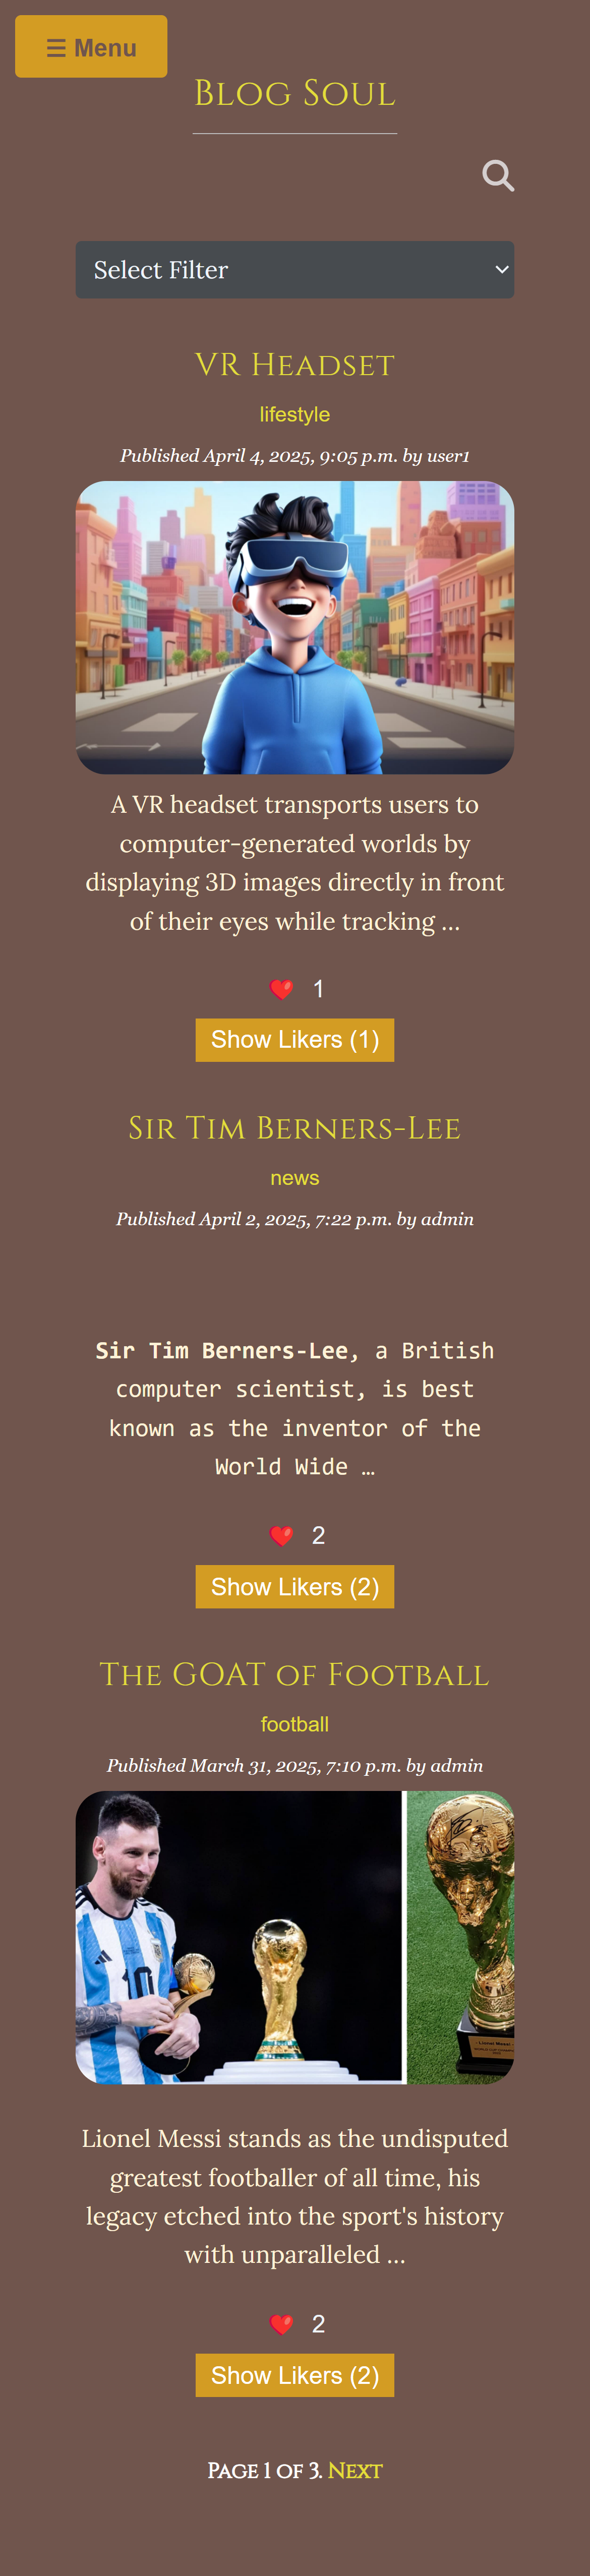 ☰ Menu
Blog Soul
Select Filter
VR Headset
lifestyle
Published April 4, 2025, 9:05 p.m. by user1
A VR headset transports users to
computer-generated worlds by
displaying 3D images directly in front
of their eyes while tracking ...
1
Show Likers (1)
Sir Tim Berners-Lee
news
Published April 2, 2025, 7:22 p.m. by admin
Sir Tim Berners-Lee, a British
computer scientist, is best
known as the inventor of the
World Wide …
2
Show Likers (2)
The GOAT of Football
football
Published March 31, 2025, 7:10 p.m. by admin
10
Lionel Messi stands as the undisputed
greatest footballer of all time, his
legacy etched into the sport's history
with unparalleled ...
2
Show Likers (2)
Page 1 of 3. Next